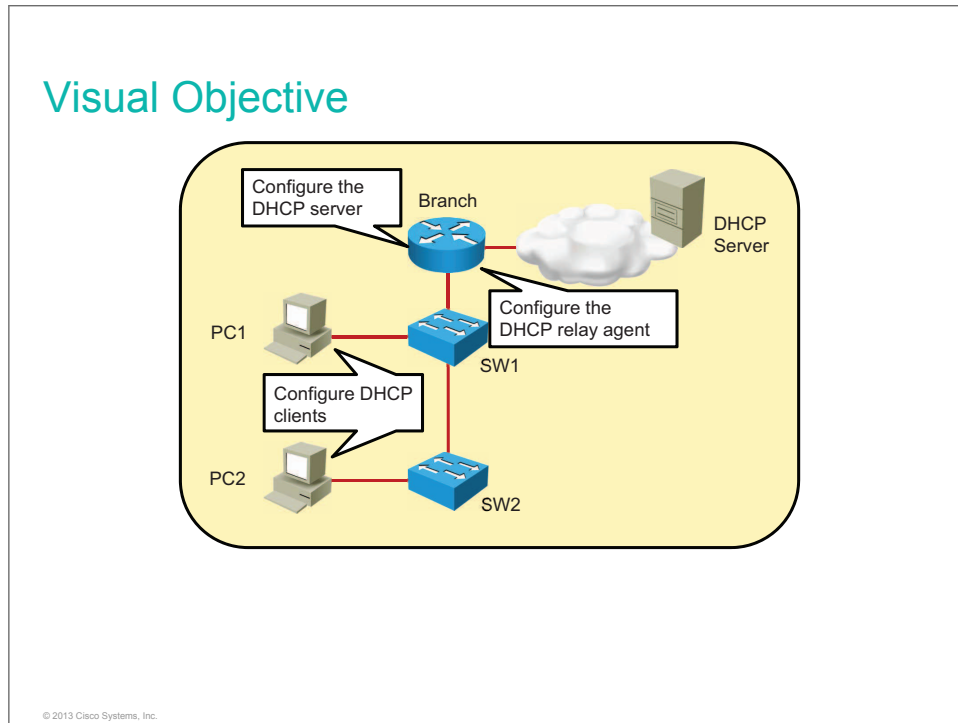 Visual Objective
Configure the
DHCP server
Branch
DHCP
Server
Configure the
DHCP relay agent
PC1
SW1
Configure DHCP
clients
PC2
SW2
© 2013 Cisco Systems, Inc.